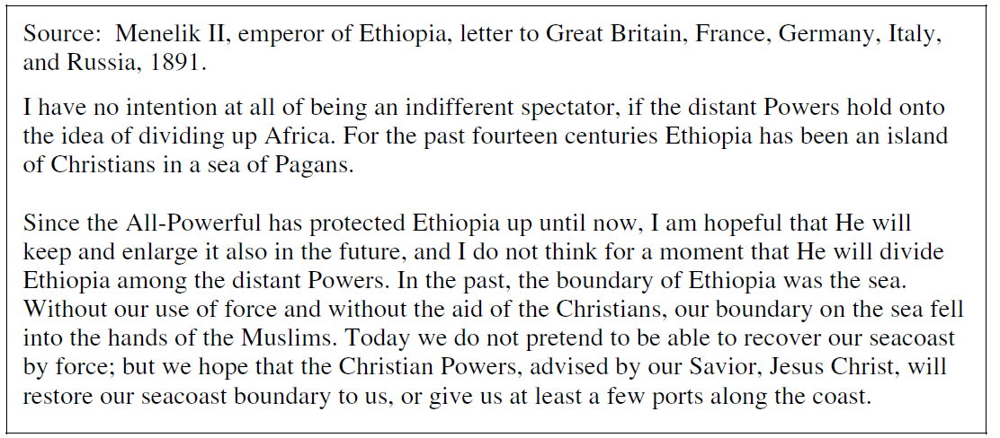 Source:  Menelik II, emperor of Ethiopia, letter to Great Britain, France, Germany, Italy,
and Russia, 1891.
I have no intention at all of being an indifferent spectator, if the distant Powers hold onto
the idea of dividing up Africa. For the past fourteen centuries Ethiopia has been an island
of Christians in a sea of Pagans.
Since the All-Powerful has protected Ethiopia up until now, I am hopeful that He will
keep and enlarge it also in the future, and I do not think for a moment that He will divide
Ethiopia among the distant Powers. In the past, the boundary of Ethiopia was the sea.
Without our use of force and without the aid of the Christians, our boundary on the sea fell
into the hands of the Muslims. Today we do not pretend to be able to recover our seacoast
by force; but we hope that the Christian Powers, advised by our Savior, Jesus Christ, will
restore our seacoast boundary to us, or give us at least a few ports along the coast.